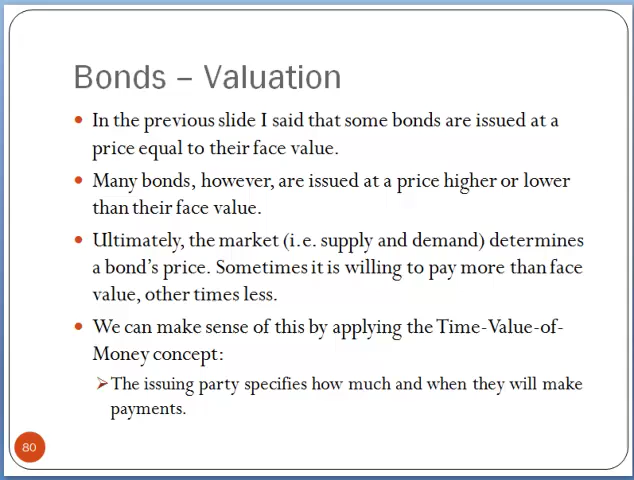 Bonds – Valuation
• In the previous slide I said that some bonds are issued at a
price equal to their face value.
• Many bonds, however, are issued at a price higher or lower
than their face value.
• Ultimately, the market (i.e. supply and demand) determines
a bond's price. Sometimes it is willing to pay more than face
value, other times less.
• We can make sense of this by applying the Time-Value-of-
Money concept:
➢The issuing party specifies how much and when they will make
payments.
80